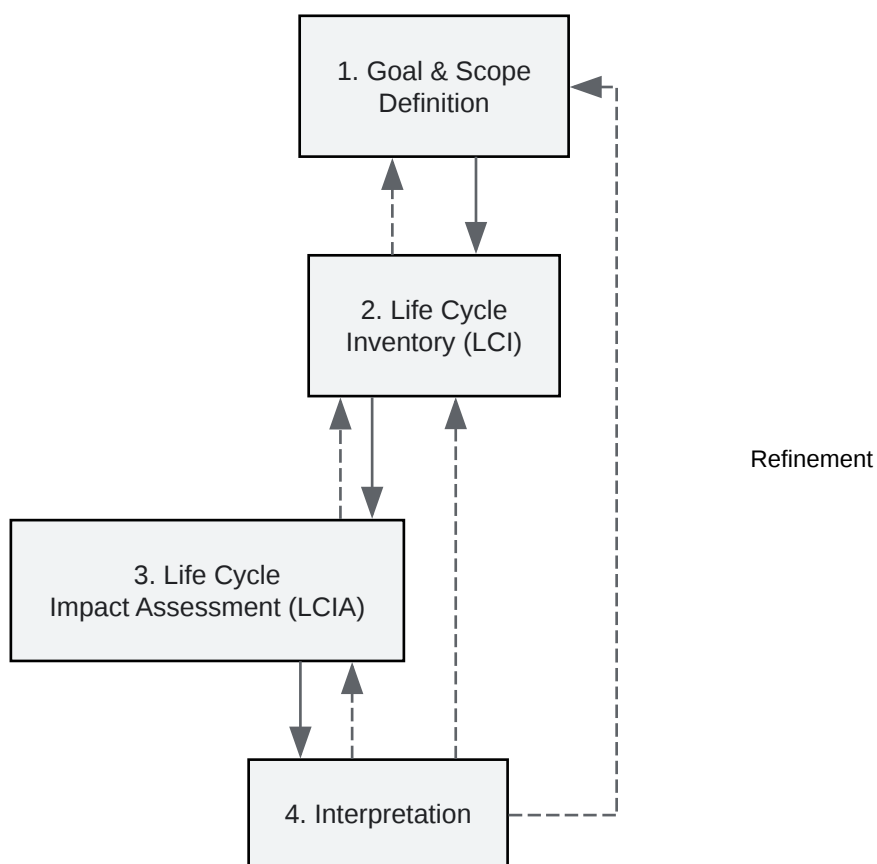 1. Goal & Scope
Definition
2. Life Cycle
Inventory (LCI)
Refinement
3. Life Cycle
Impact Assessment (LCIA)
4. Interpretation